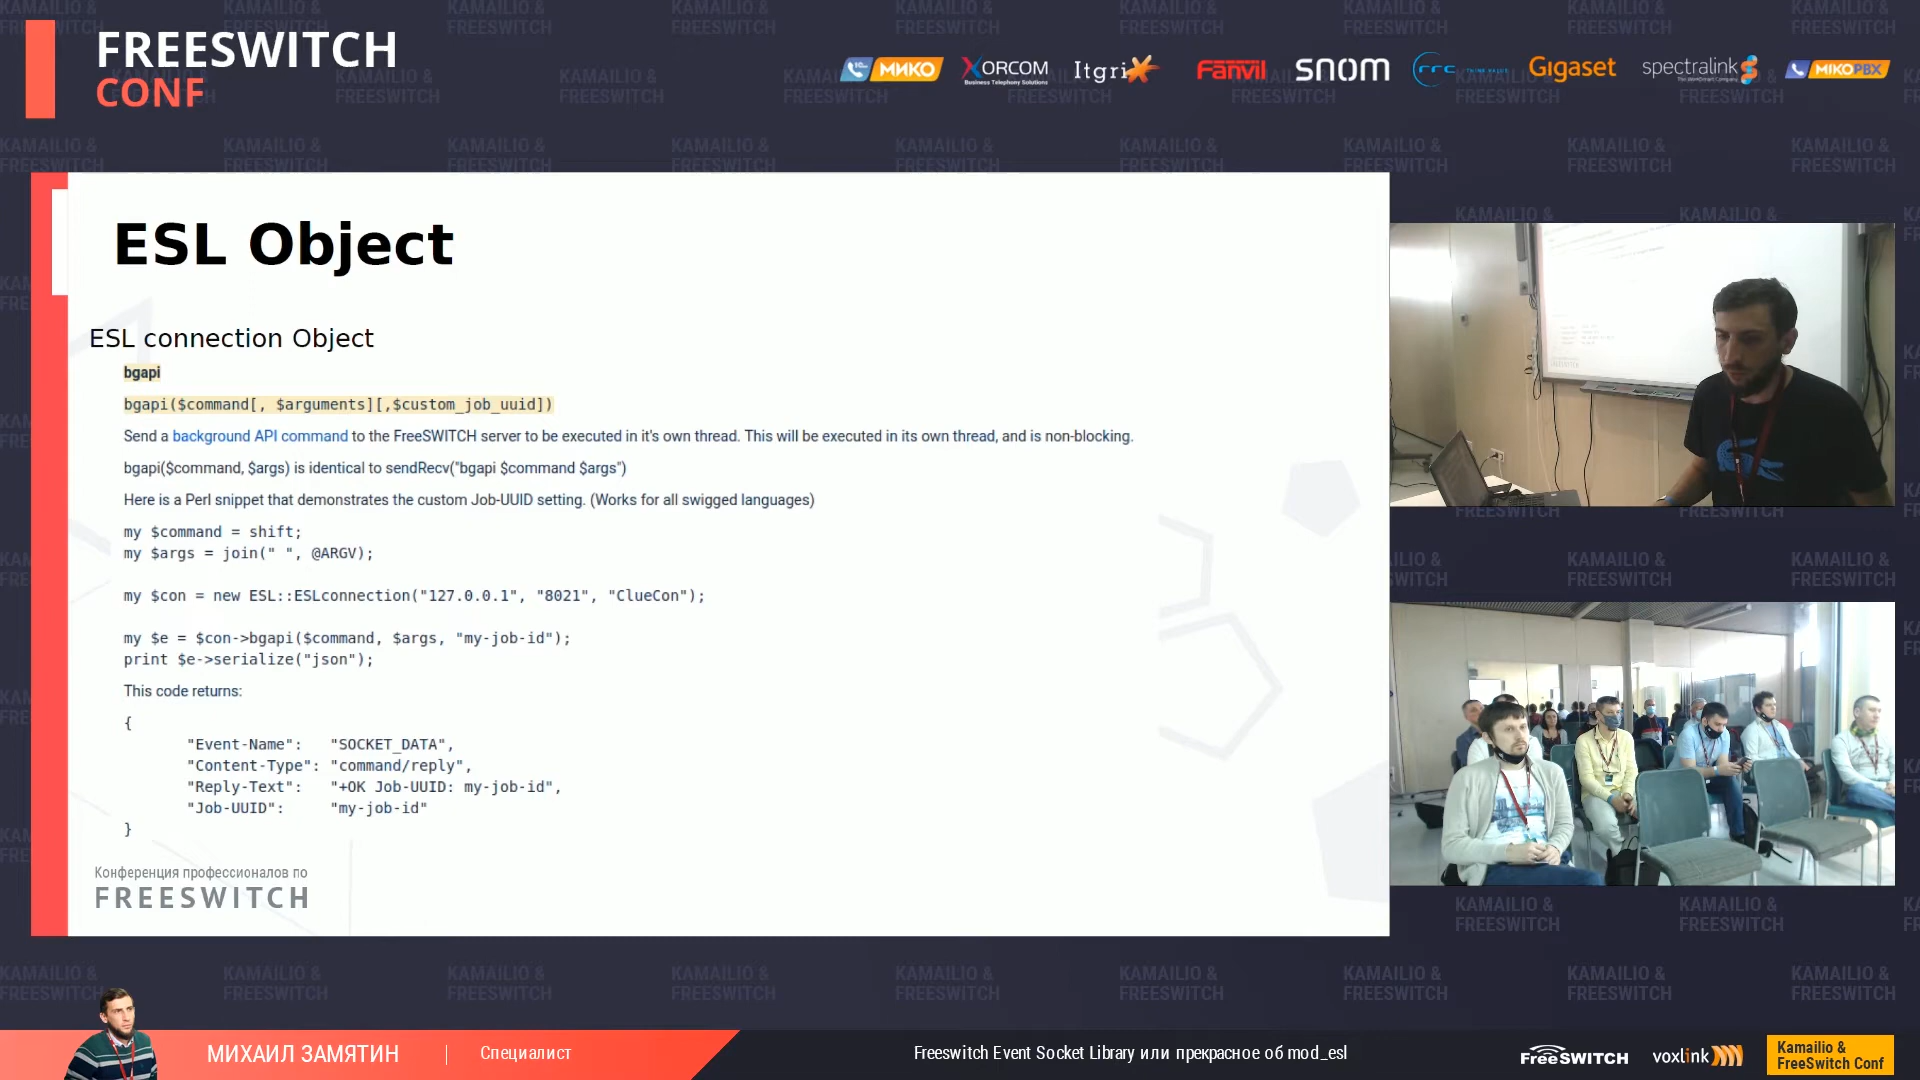 FREESWITCH
CONF
МИКО
XORCOM
Business Telephony Solutions
Itgrix
Fanvil
snom
rrc
THINK VALUE
Gigaset
spectralink
MIKOPBX
ESL Object
ESL connection Object
bgapi
bgapi($command[, $arguments][,$custom_job_uuid])
Send a background API command to the FreeSWITCH server to be executed in it's own thread. This will be executed in its own thread, and is non-blocking.
bgapi($command, $args) is identical to sendRecv("bgapi $command $args")
Here is a Perl snippet that demonstrates the custom Job-UUID setting. (Works for all swigged languages)
my $command = shift;
my $args = join(" ", @ARGV);
my $con = new ESL::ESLconnection("127.0.0.1", "8021", "ClueCon");
my $e = $con->bgapi($command, $args, "my-job-id");
print $e->serialize("json");
This code returns:
{
"Event-Name": "SOCKET_DATA",
"Content-Type": "command/reply",
"Reply-Text": "+OK Job-UUID: my-job-id",
"Job-UUID": "my-job-id"
}
Конференция профессионалов по
FREESWITCH
МИХАИЛ ЗАМЯТИН
Специалист
Freeswitch Event Socket Library или прекрасное об mod_esl
FreeSWITCH
voxlink
Kamailio &
FreeSwitch Conf